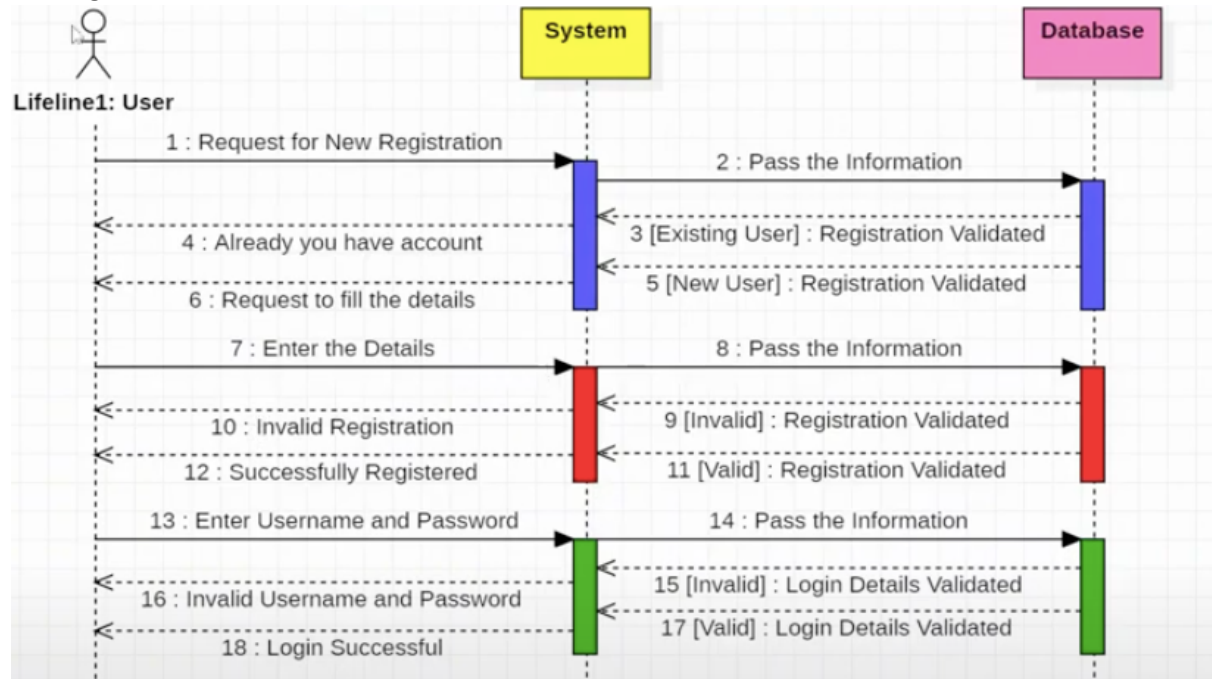 System
Database
Lifeline1: User
1 : Request for New Registration
2 : Pass the Information
3 [Existing User] : Registration Validated
4 : Already you have account
5 [New User] : Registration Validated
6 : Request to fill the details
7 : Enter the Details
8 : Pass the Information
9 [Invalid] : Registration Validated
10 : Invalid Registration
11 [Valid] : Registration Validated
12 : Successfully Registered
13 : Enter Username and Password
14 : Pass the Information
15 [Invalid] : Login Details Validated
16 : Invalid Username and Password
17 [Valid] : Login Details Validated
18 : Login Successful